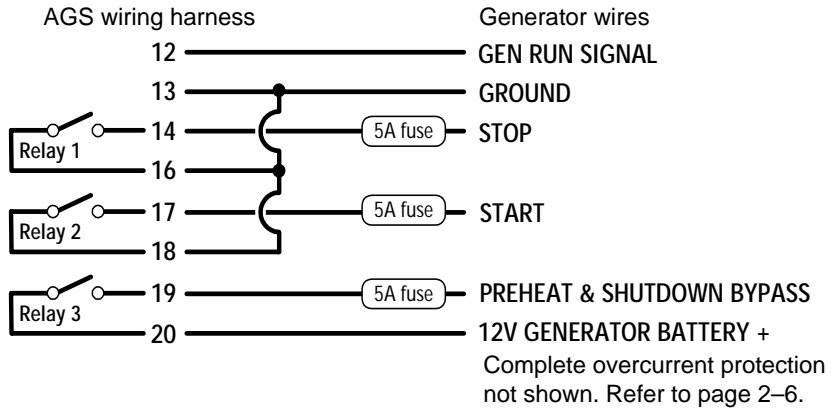 AGS wiring harness Generator wires
12 GEN RUN SIGNAL
13 GROUND
14 5A fuse STOP
Relay 1
16
17 5A fuse START
Relay 2
18
19 5A fuse PREHEAT & SHUTDOWN BYPASS
Relay 3
20 12V GENERATOR BATTERY +
Complete overcurrent protection
not shown. Refer to page 2–6.